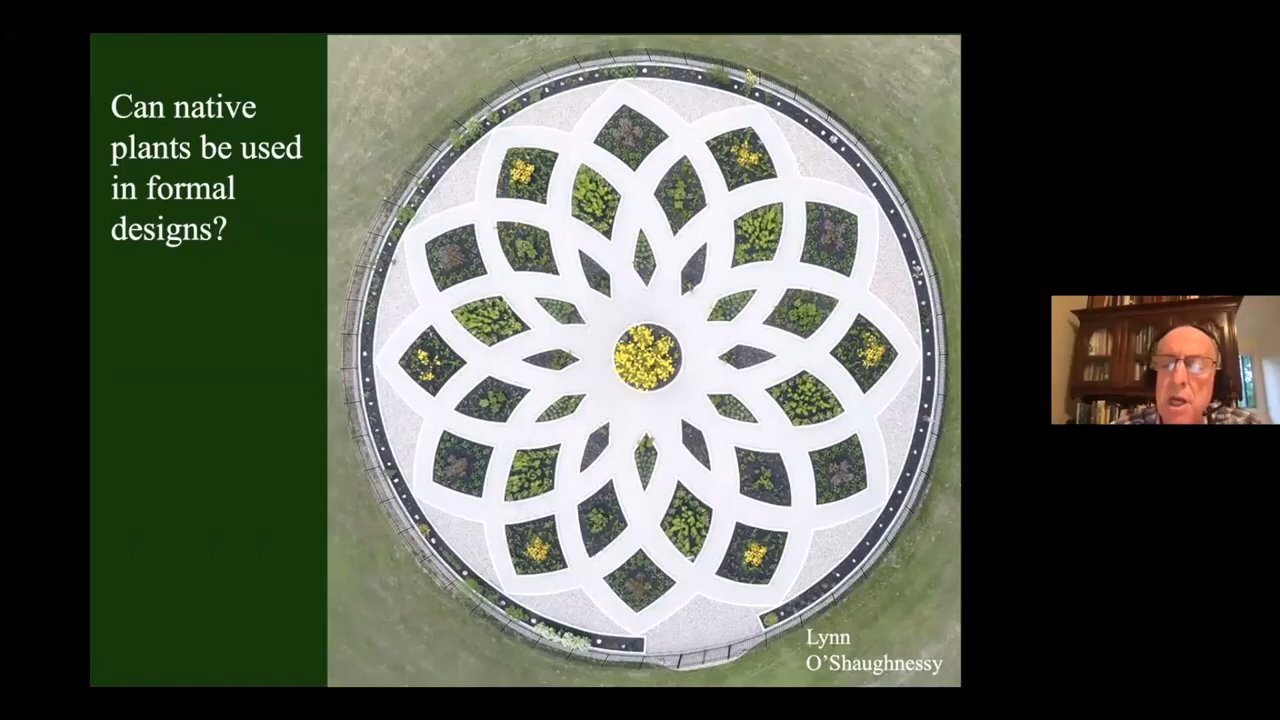 Can native
plants be used
in formal
designs?
Lynn
O'Shaughnessy